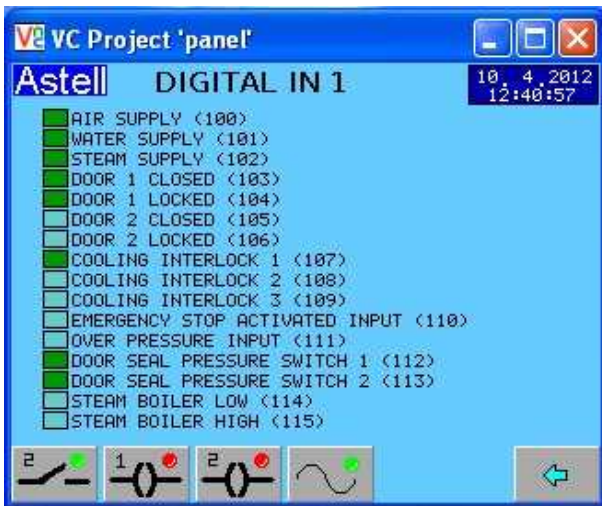 VC VC Project 'panel'
Astell DIGITAL IN 1 10. 4.2012
12:40:57
AIR SUPPLY (100)
WATER SUPPLY (101)
STEAM SUPPLY (102)
DOOR 1 CLOSED (103)
DOOR 1 LOCKED (104)
DOOR 2 CLOSED (105)
DOOR 2 LOCKED (106)
COOLING INTERLOCK 1 (107)
COOLING INTERLOCK 2 (108)
COOLING INTERLOCK 3 (109)
EMERGENCY STOP ACTIVATED INPUT (110)
OVER PRESSURE INPUT (111)
DOOR SEAL PRESSURE SWITCH 1 (112)
DOOR SEAL PRESSURE SWITCH 2 (113)
STEAM BOILER LOW (114)
STEAM BOILER HIGH (115)
2 1 2